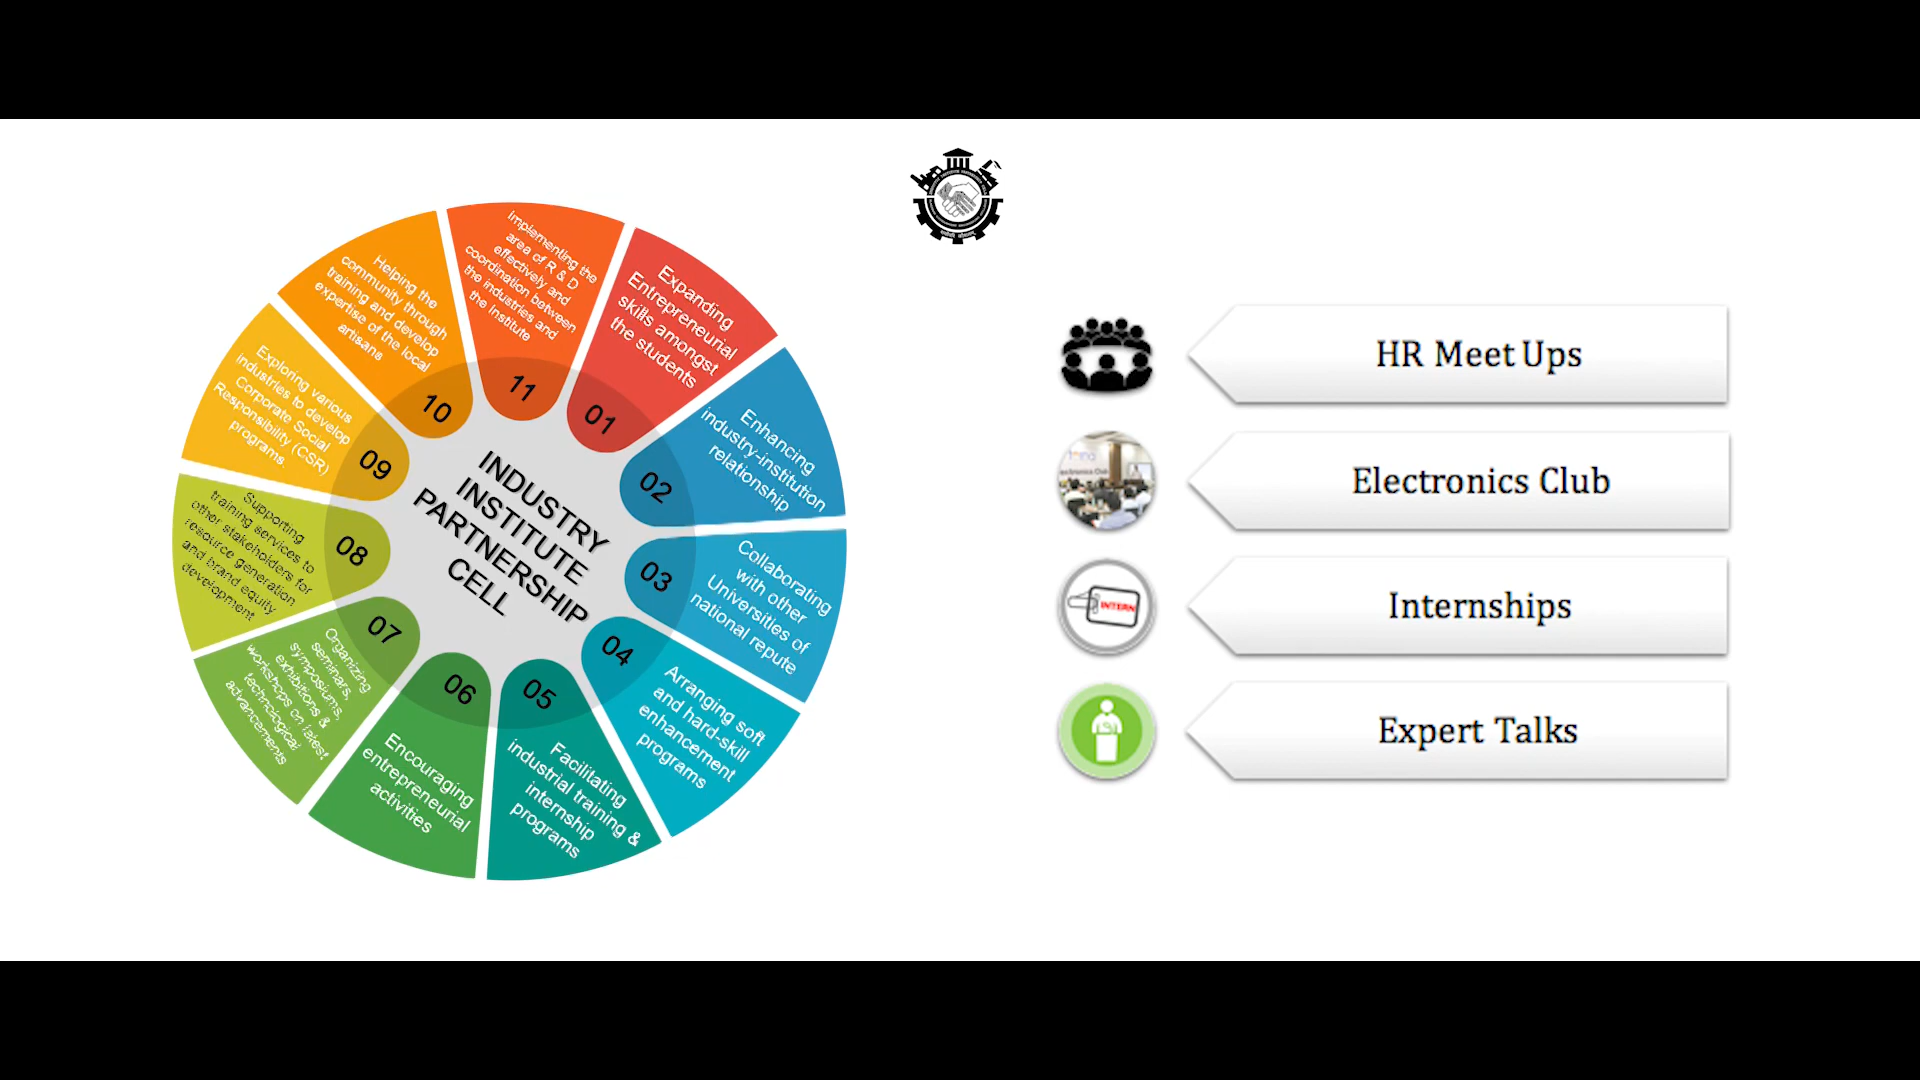 INDUSTRY
INSTITUTE
PARTNERSHIP
CELL
01
Expanding
Entrepreneurial
skills amongst
the students
02
Enhancing
industry-institution
relationship
03
Collaborating
with other
Universities of
national repute
04
Arranging soft
and hard-skill
enhancement
programs
05
Facilitating
industrial training &
internship
programs
06
Encouraging
entrepreneurial
activities
07
Organizing
seminars,
symposiums,
exhibitions &
workshops on latest
technological
advancements
08
Supporting
training services to
other stakeholders for
resource generation
and brand equity
development
09
Exploring various
industries to develop
Corporate Social
Responsibility (CSR)
programs.
10
Helping the
community through
training and develop
expertise of the local
artisans
11
Implementing the
area of R & D
effectively and
coordination between
the industries and
the Institute
HR Meet Ups
Electronics Club
INTERN
Internships
Expert Talks